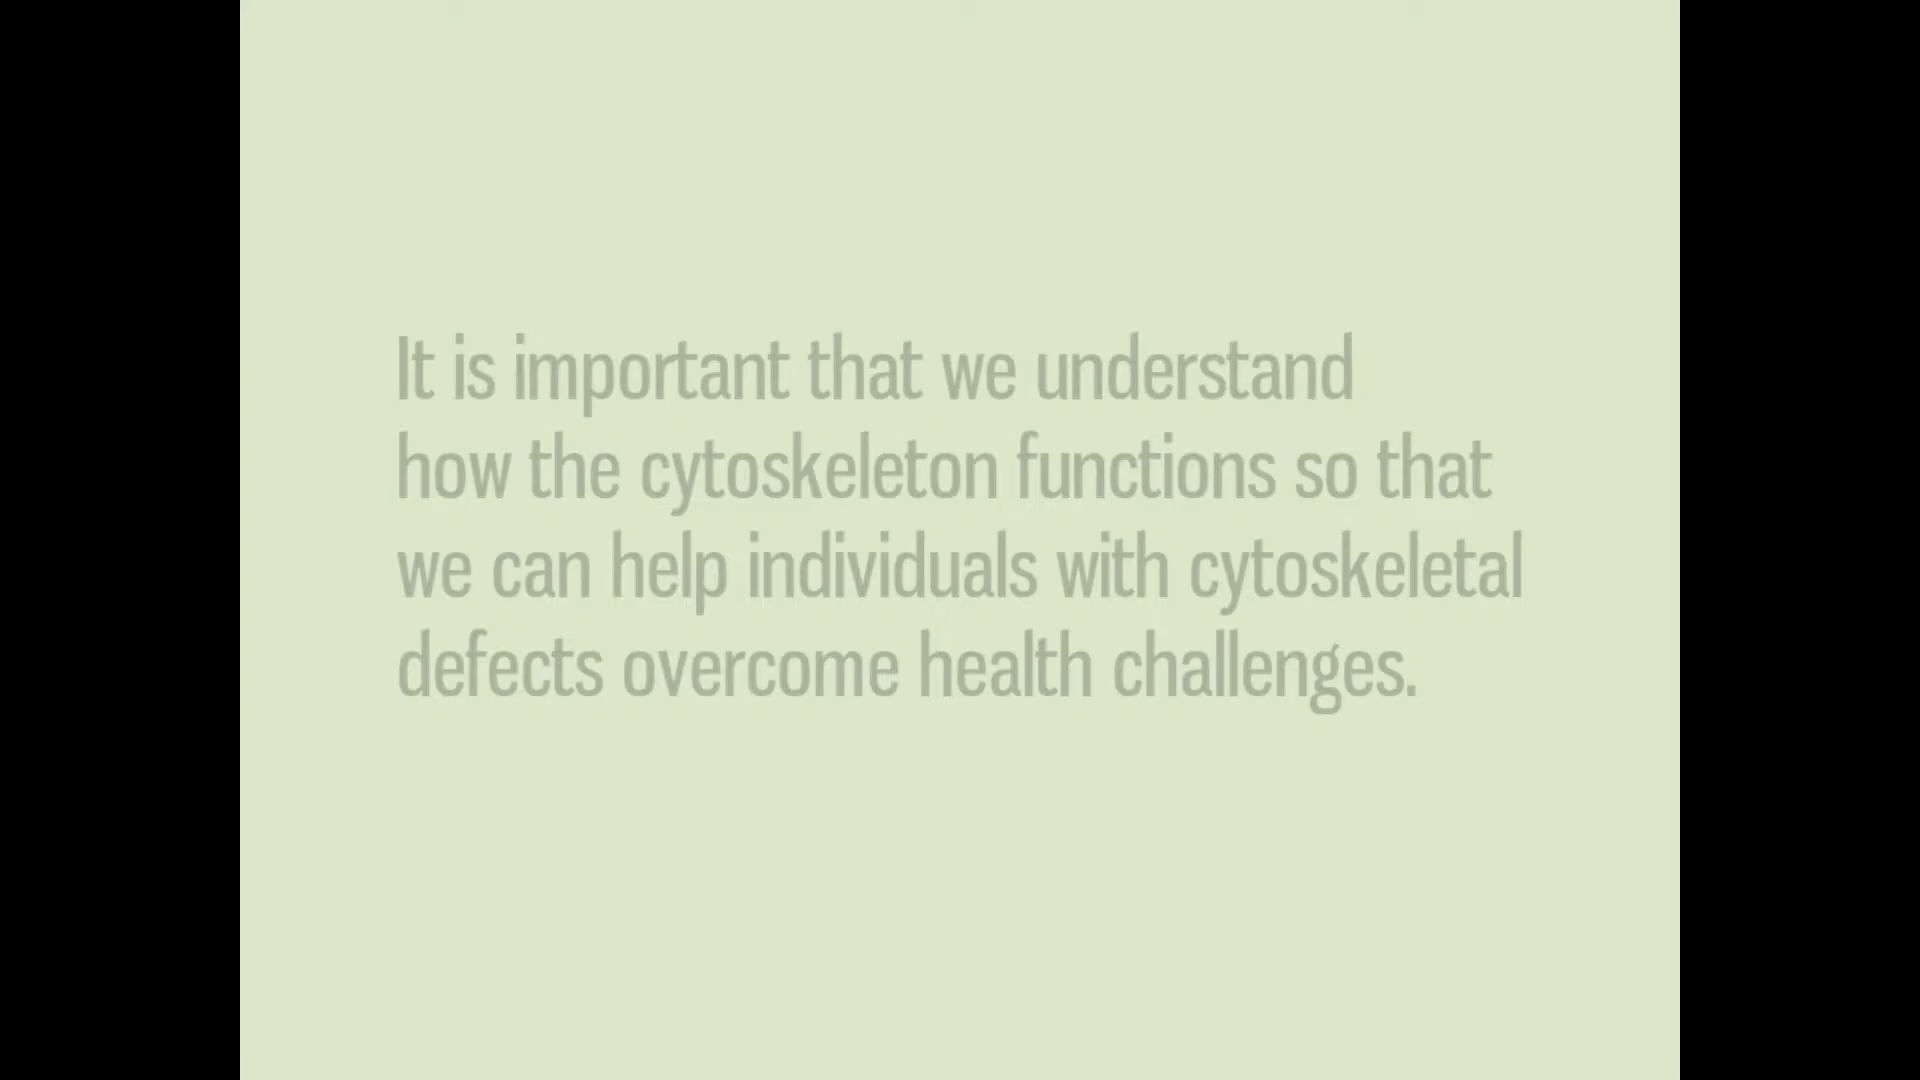 It is important that we understand
how the cytoskeleton functions so that
we can help individuals with cytoskeletal
defects overcome health challenges.